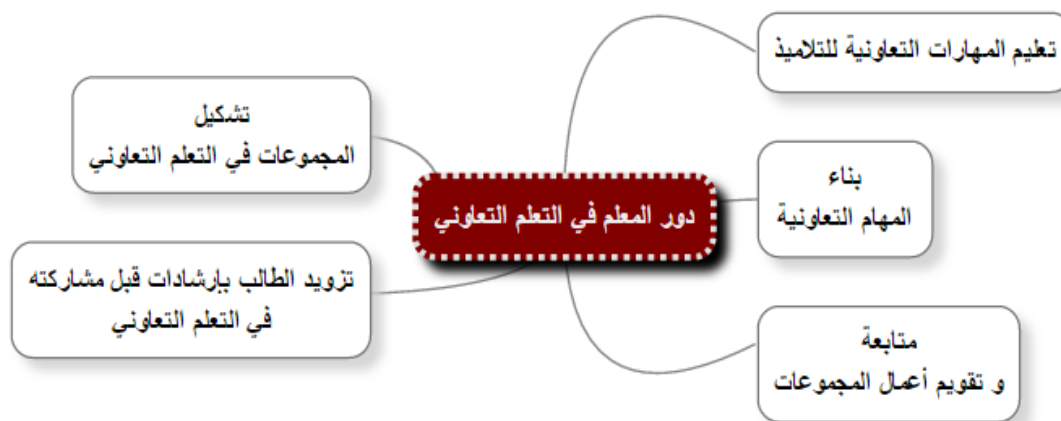 تعليم المهارات التعاونية للتلاميذ
تشكيل
المجموعات في التعلم التعاوني
بناء
المهام التعاونية
دور المعلم في التعلم التعاوني
تزويد الطالب بإرشادات قبل مشاركته
في التعلم التعاوني
متابعة
و تقويم أعمال المجموعات